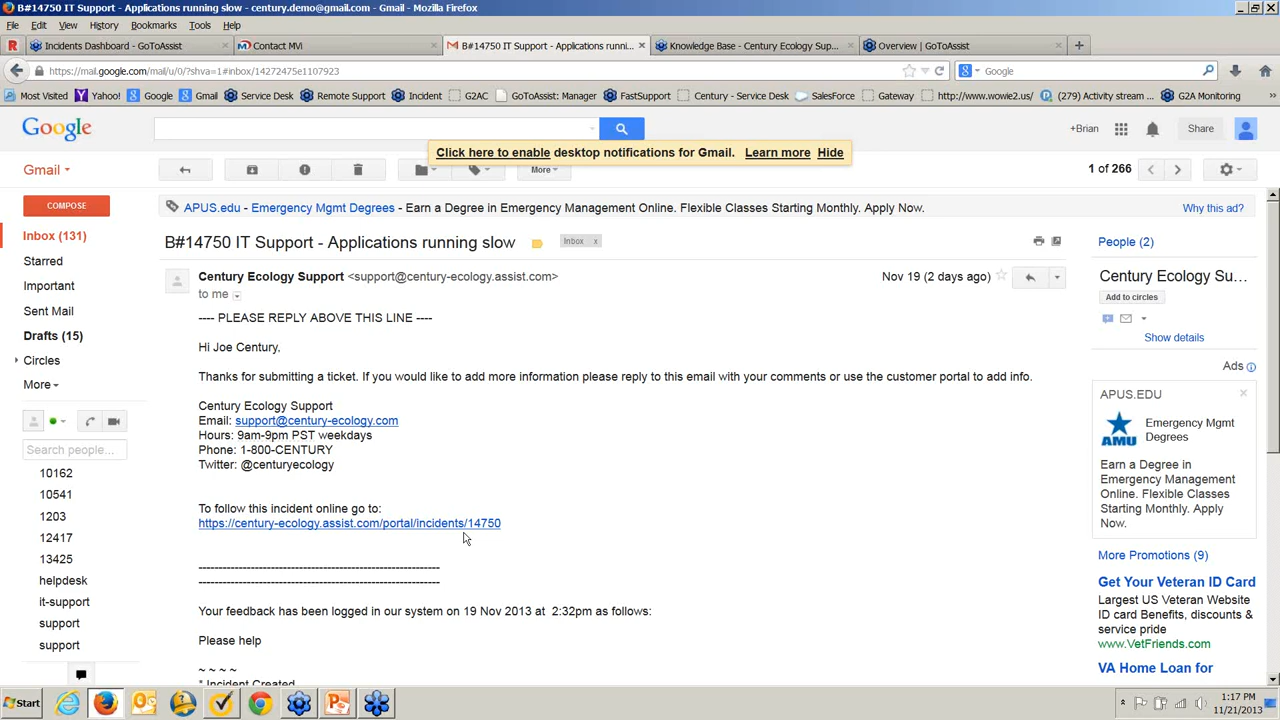 B#14750 IT Support - Applications running slow - century.demo@gmail.com - Gmail - Mozilla Firefox
File Edit View History Bookmarks Tools Help
Incidents Dashboard - GoToAssist × Contact MVi × B#14750 IT Support - Applications runni... × Knowledge Base - Century Ecology Sup... × Overview | GoToAssist × +
https://mail.google.com/mail/u/0/?shva=1#inbox/14272475e1107923 Google
Most Visited Yahoo! Google Gmail Service Desk Remote Support Incident G2AC GoToAssist: Manager FastSupport Century - Service Desk SalesForce Gateway http://www.wowie2.us/ (279) Activity stream ... G2A Monitoring
Google +Brian Share
Click here to enable desktop notifications for Gmail. Learn more Hide
Gmail More 1 of 266
COMPOSE
Inbox (131)
Starred
Important
Sent Mail
Drafts (15)
Circles
More
Search people...
10162
10541
1203
12417
13425
helpdesk
it-support
support
support
APUS.edu - Emergency Mgmt Degrees - Earn a Degree in Emergency Management Online. Flexible Classes Starting Monthly. Apply Now. Why this ad?
B#14750 IT Support - Applications running slow Inbox x
Century Ecology Support <support@century-ecology.assist.com> Nov 19 (2 days ago)
to me
---- PLEASE REPLY ABOVE THIS LINE ----
Hi Joe Century,
Thanks for submitting a ticket. If you would like to add more information please reply to this email with your comments or use the customer portal to add info.
Century Ecology Support
Email: support@century-ecology.com
Hours: 9am-9pm PST weekdays
Phone: 1-800-CENTURY
Twitter: @centuryecology
To follow this incident online go to:
https://century-ecology.assist.com/portal/incidents/14750
------------------------------------------------------------
------------------------------------------------------------
Your feedback has been logged in our system on 19 Nov 2013 at 2:32pm as follows:
Please help
~ ~ ~ ~
* Incident Created
People (2)
Century Ecology Su...
Add to circles
Show details
Ads
APUS.EDU
AMU
Emergency Mgmt
Degrees
Earn a Degree in
Emergency Management
Online. Flexible Classes
Starting Monthly. Apply
Now.
More Promotions (9)
Get Your Veteran ID Card
Largest US Veteran Website
ID card Benefits, discounts &
service pride
www.VetFriends.com
VA Home Loan for
Start 1:17 PM
11/21/2013